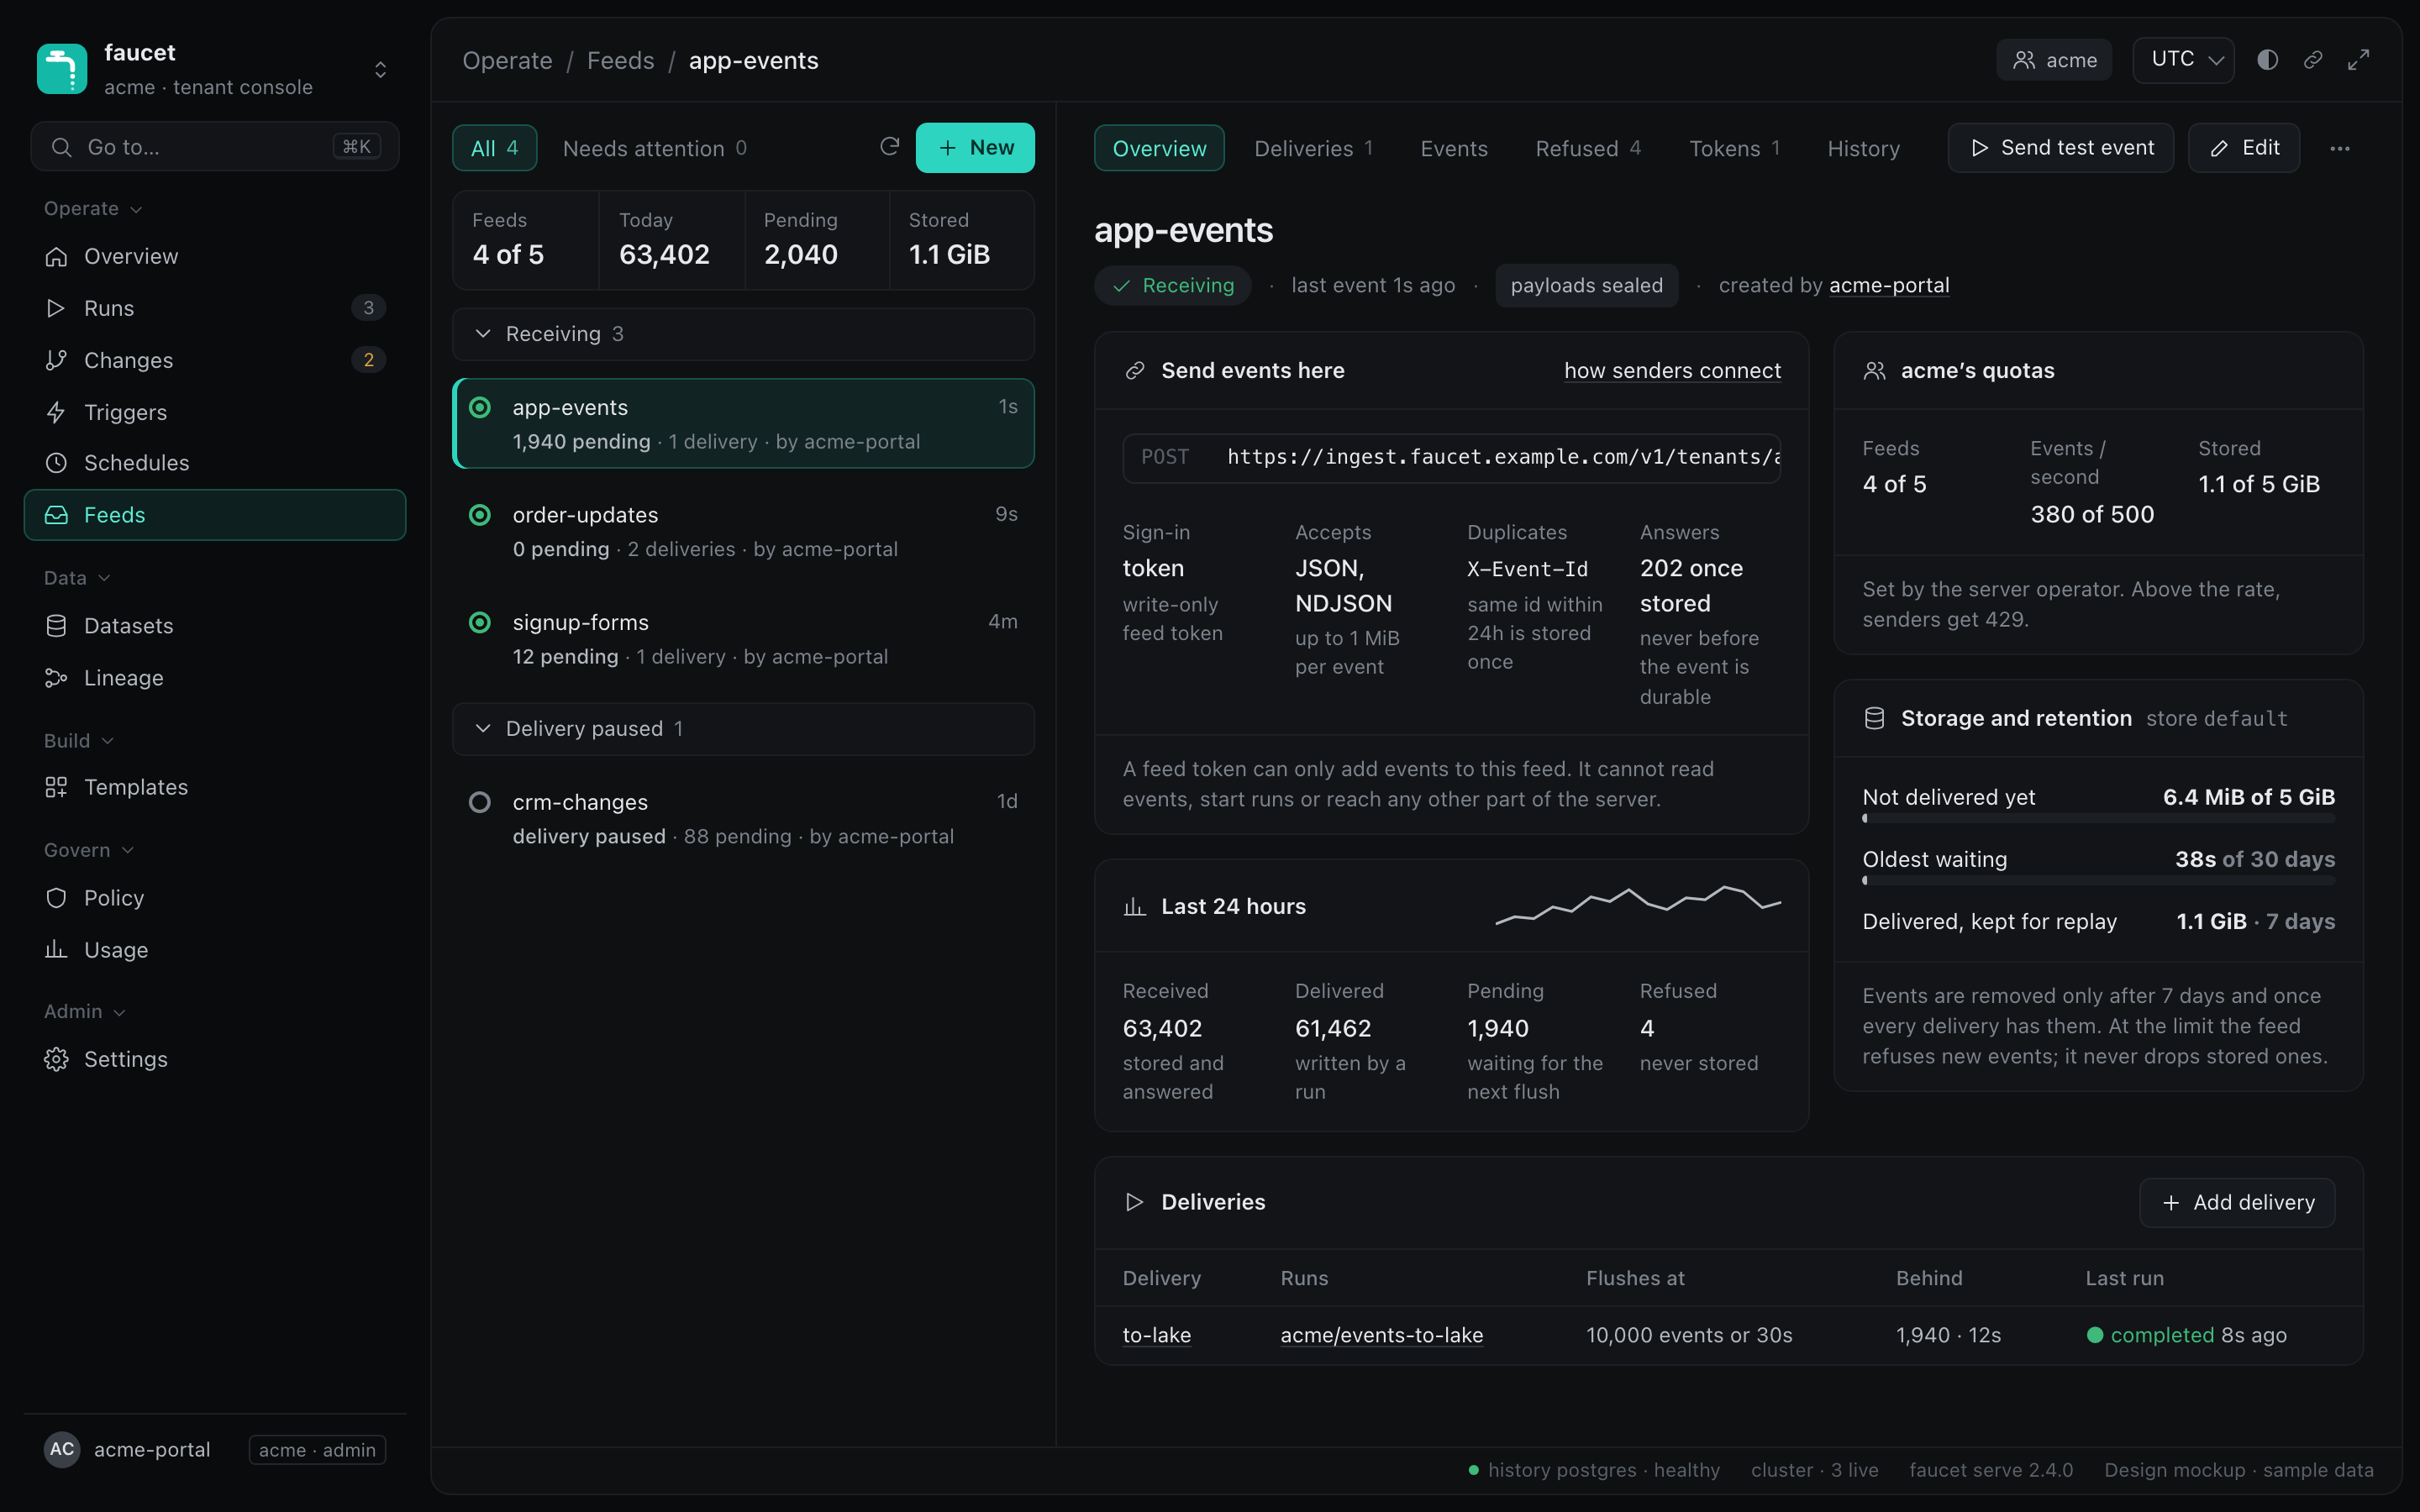 faucet
acme · tenant console
Go to...
⌘K
Operate
Overview
Runs 3
Changes 2
Triggers
Schedules
Feeds
Data
Datasets
Lineage
Build
Templates
Govern
Policy
Usage
Admin
Settings
AC acme-portal acme · admin
Operate / Feeds / app-events
acme
UTC
All 4
Needs attention 0
+ New
Feeds
4 of 5
Today
63,402
Pending
2,040
Stored
1.1 GiB
Receiving 3
app-events 1s
1,940 pending · 1 delivery · by acme-portal
order-updates 9s
0 pending · 2 deliveries · by acme-portal
signup-forms 4m
12 pending · 1 delivery · by acme-portal
Delivery paused 1
crm-changes 1d
delivery paused · 88 pending · by acme-portal
Overview
Deliveries 1
Events
Refused 4
Tokens 1
History
Send test event
Edit
app-events
Receiving · last event 1s ago · payloads sealed · created by acme-portal
Send events here
how senders connect
POST https://ingest.faucet.example.com/v1/tenants/a
Sign-in
token
write-only
feed token
Accepts
JSON,
NDJSON
up to 1 MiB
per event
Duplicates
X-Event-Id
same id within
24h is stored
once
Answers
202 once
stored
never before
the event is
durable
A feed token can only add events to this feed. It cannot read
events, start runs or reach any other part of the server.
acme’s quotas
Feeds
4 of 5
Events /
second
380 of 500
Stored
1.1 of 5 GiB
Set by the server operator. Above the rate,
senders get 429.
Storage and retention store default
Not delivered yet 6.4 MiB of 5 GiB
Oldest waiting 38s of 30 days
Delivered, kept for replay 1.1 GiB · 7 days
Events are removed only after 7 days and once
every delivery has them. At the limit the feed
refuses new events; it never drops stored ones.
Last 24 hours
Received
63,402
stored and
answered
Delivered
61,462
written by a
run
Pending
1,940
waiting for the
next flush
Refused
4
never stored
Deliveries
+ Add delivery
Delivery Runs Flushes at Behind Last run
to-lake acme/events-to-lake 10,000 events or 30s 1,940 · 12s completed 8s ago
history postgres · healthy cluster · 3 live faucet serve 2.4.0 Design mockup · sample data